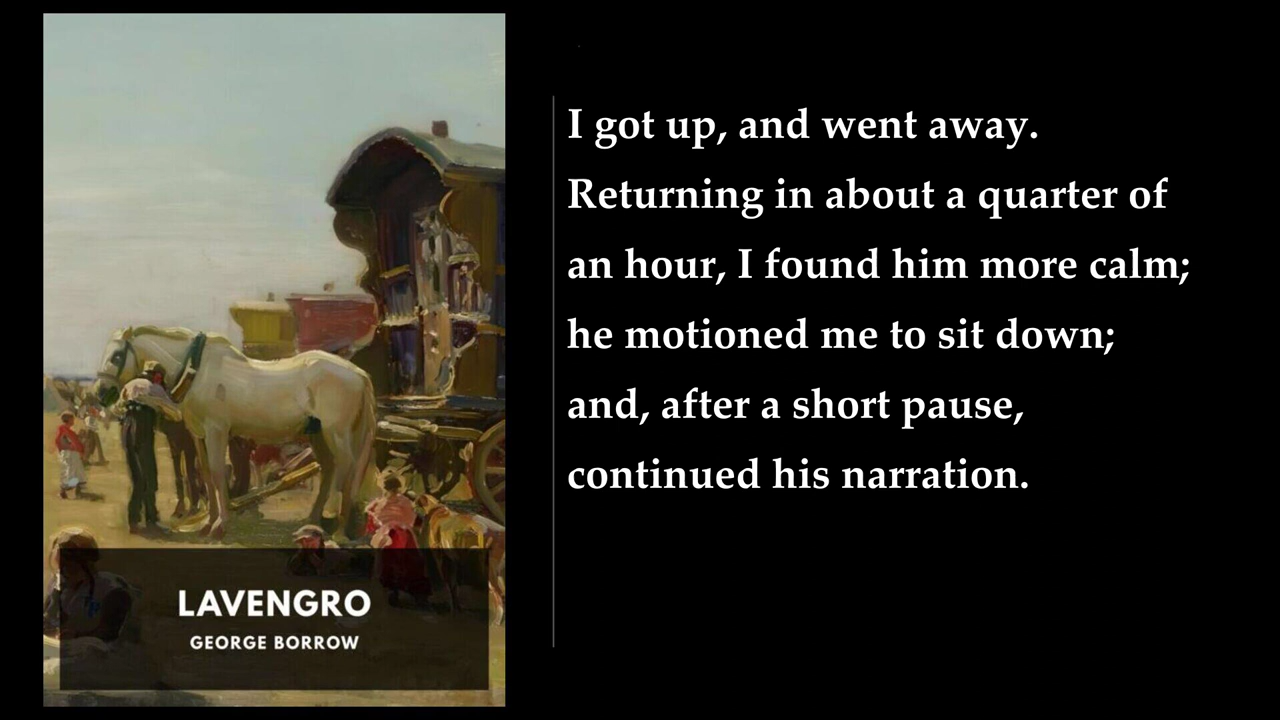 LAVENGRO
GEORGE BORROW
I got up, and went away.
Returning in about a quarter of
an hour, I found him more calm;
he motioned me to sit down;
and, after a short pause,
continued his narration.